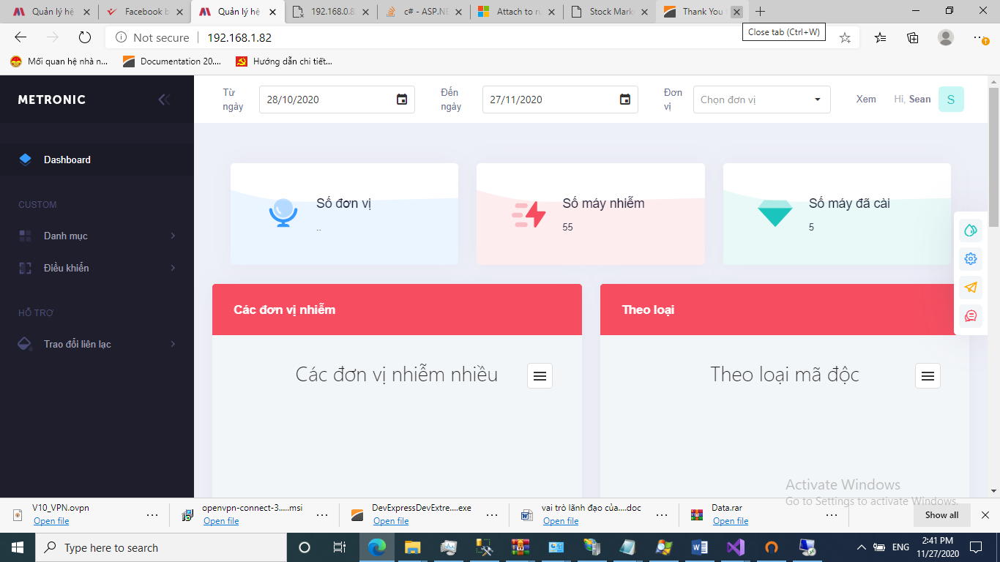 Quản lý hệ
Facebook b
Quản lý hệ
192.168.0.8
c# - ASP.NE
Attach to ru
Stock Mark
Thank You
Close tab (Ctrl+W)
Not secure
192.168.1.82
Mối quan hệ nhà n...
Documentation 20....
Hướng dẫn chi tiết...
METRONIC
Từ ngày
28/10/2020
Đến ngày
27/11/2020
Đơn vị
Chọn đơn vị
Xem
Hi, Sean
S
Dashboard
CUSTOM
Danh mục
Điều khiển
HỖ TRỢ
Trao đổi liên lạc
Số đơn vị
..
Số máy nhiễm
55
Số máy đã cài
5
Các đơn vị nhiễm
Theo loại
Các đơn vị nhiễm nhiều
Theo loại mã độc
Activate Windows
Go to Settings to activate Windows.
V10_VPN.ovpn
Open file
openvpn-connect-3.....msi
Open file
DevExpressDevExtre....exe
Open file
vai trò lãnh đạo của....doc
Open file
Data.rar
Open file
Show all
Type here to search
ENG
2:41 PM
11/27/2020